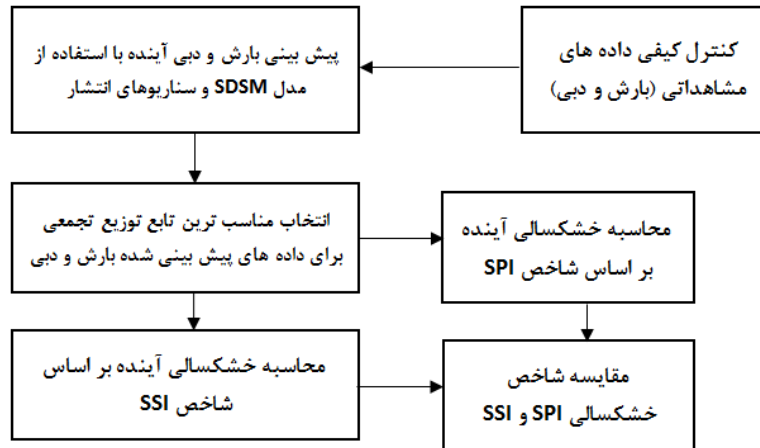 کنترل کیفی داده های
مشاهداتی (بارش و دبی)
پیش بینی بارش و دبی آینده با استفاده از
مدل SDSM و سناریوهای انتشار
انتخاب مناسب ترین تابع توزیع تجمعی
برای داده های پیش بینی شده بارش و دبی
محاسبه خشکسالی آینده
بر اساس شاخص SPI
محاسبه خشکسالی آینده بر اساس
شاخص SSI
مقایسه شاخص
خشکسالی SPI و SSI